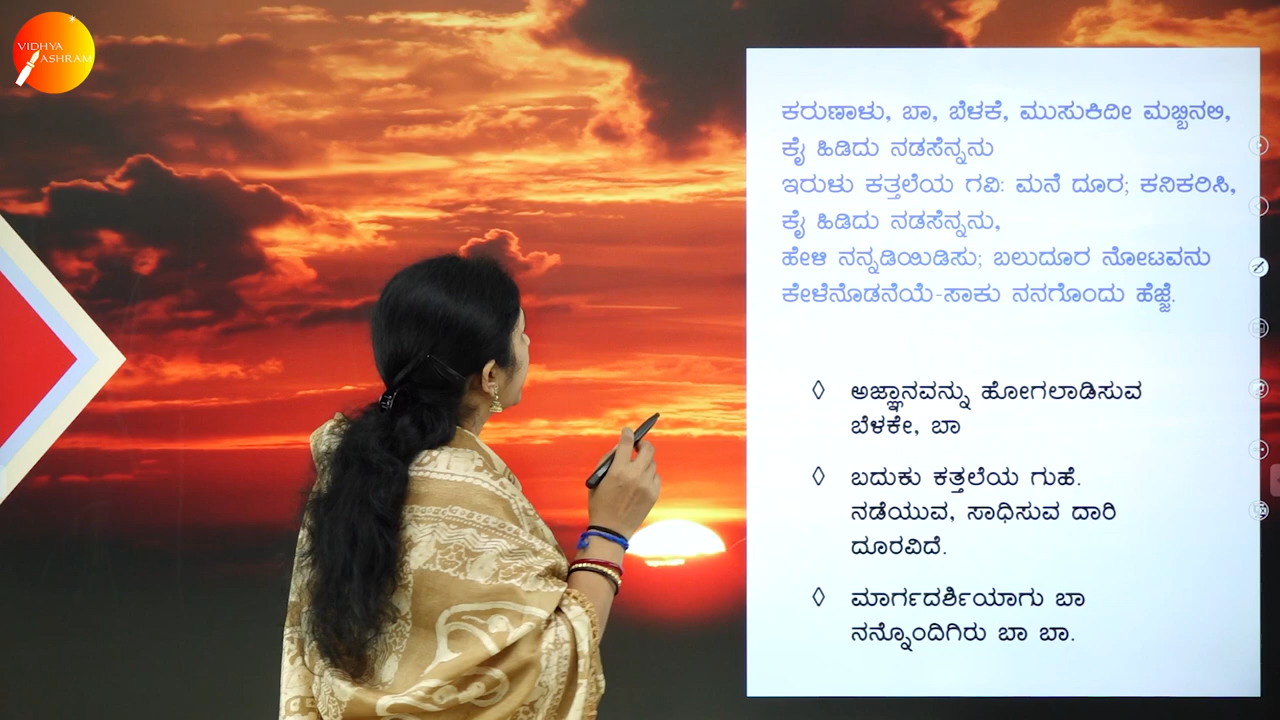 VIDHYA
ASHRAM
ಕರುಣಾಳು, ಬಾ, ಬೆಳಕೆ, ಮುಸುಕಿದೀ ಮಬ್ಬಿನಲಿ,
ಕೈ ಹಿಡಿದು ನಡಸೆನ್ನನು
ಇರುಳು ಕತ್ತಲೆಯ ಗವಿ: ಮನೆ ದೂರ; ಕನಿಕರಿಸಿ,
ಕೈ ಹಿಡಿದು ನಡಸೆನ್ನನು,
ಹೇಳಿ ನನ್ನಡಿಯಿಡಿಸು; ಬಲುದೂರ ನೋಟವನು
ಕೇಳೆನೊಡನೆಯೆ-ಸಾಕು ನನಗೊಂದು ಹೆಜ್ಜೆ.
◊ ಅಜ್ಞಾನವನ್ನು ಹೋಗಲಾಡಿಸುವ
ಬೆಳಕೇ, ಬಾ
◊ ಬದುಕು ಕತ್ತಲೆಯ ಗುಹೆ.
ನಡೆಯುವ, ಸಾಧಿಸುವ ದಾರಿ
ದೂರವಿದೆ.
◊ ಮಾರ್ಗದರ್ಶಿಯಾಗು ಬಾ
ನನ್ನೊಂದಿಗಿರು ಬಾ ಬಾ.